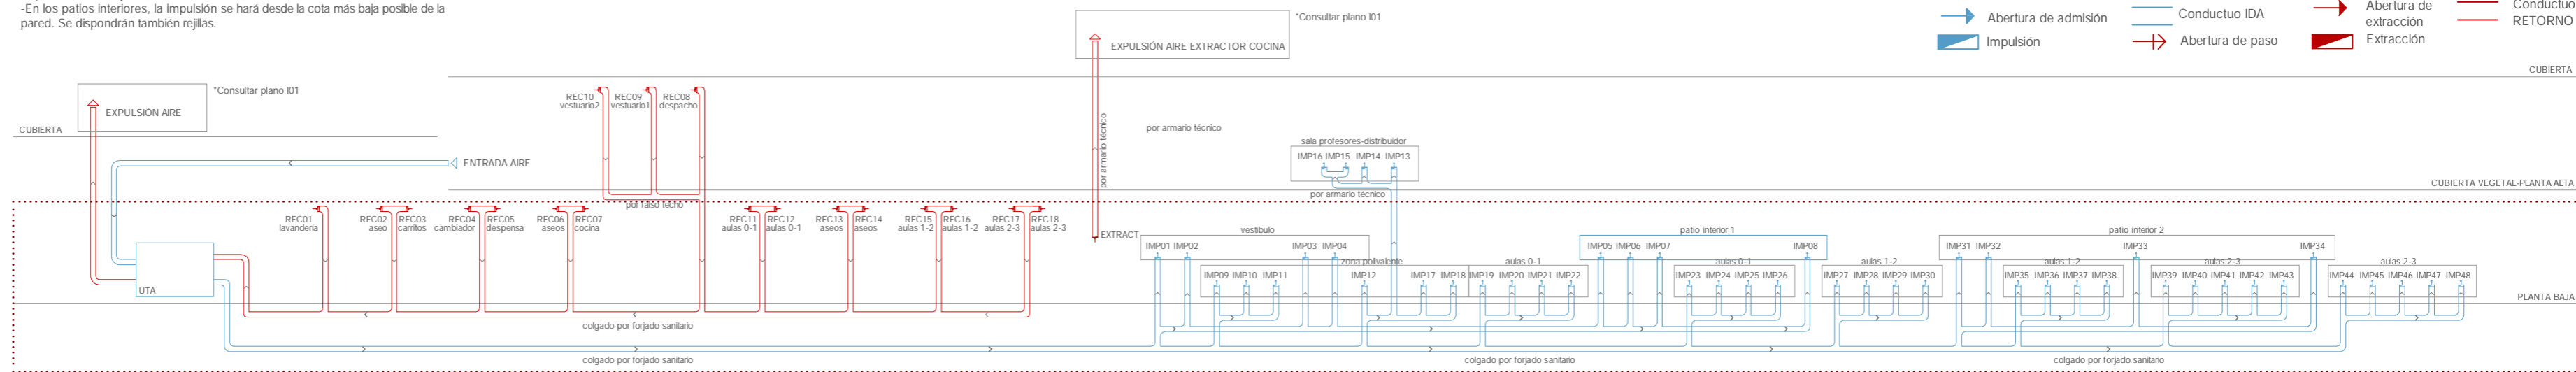 -En los patios interiores, la impulsión se hará desde la cota más baja posible de la
pared. Se dispondrán también rejillas.
*Consultar plano I01
EXPULSIÓN AIRE EXTRACTOR COCINA
Abertura de admisión
Conductuo IDA
Abertura de
extracción
Conductuo
RETORNO
Impulsión
Abertura de paso
Extracción
CUBIERTA
*Consultar plano I01
EXPULSIÓN AIRE
CUBIERTA
ENTRADA AIRE
REC10
vestuario2
REC09
vestuario1
REC08
despacho
por armario técnico
por armario técnico
sala profesores-distribuidor
IMP16 IMP15 IMP14 IMP13
por armario técnico
CUBIERTA VEGETAL-PLANTA ALTA
por falso techo
REC01
lavandería
REC02
aseo
REC03
carritos
REC04
cambiador
REC05
despensa
REC06
aseos
REC07
cocina
REC11
aulas 0-1
REC12
aulas 0-1
REC13
aseos
REC14
aseos
REC15
aulas 1-2
REC16
aulas 1-2
REC17
aulas 2-3
REC18
aulas 2-3
EXTRACT
vestíbulo
IMP01 IMP02 IMP03 IMP04
zona polivalente
IMP09 IMP10 IMP11 IMP12 IMP17 IMP18
aulas 0-1
IMP19 IMP20 IMP21 IMP22
patio interior 1
IMP05 IMP06 IMP07 IMP08
aulas 0-1
IMP23 IMP24 IMP25 IMP26
aulas 1-2
IMP27 IMP28 IMP29 IMP30
patio interior 2
IMP31 IMP32 IMP33 IMP34
aulas 1-2
IMP35 IMP36 IMP37 IMP38
aulas 2-3
IMP39 IMP40 IMP41 IMP42 IMP43
aulas 2-3
IMP44 IMP45 IMP46 IMP47 IMP48
UTA
PLANTA BAJA
colgado por forjado sanitario
colgado por forjado sanitario
colgado por forjado sanitario
colgado por forjado sanitario